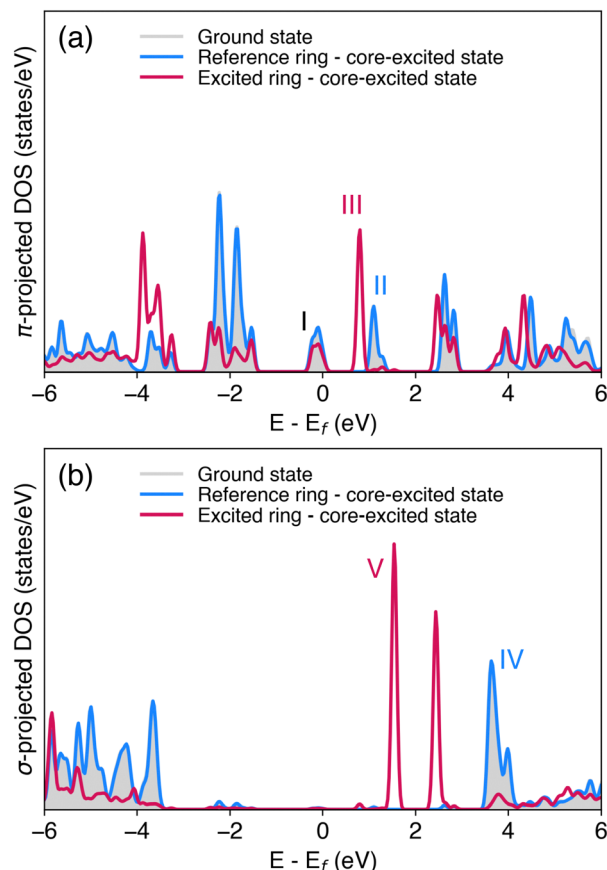 (a)
Ground state
Reference ring - core-excited state
Excited ring - core-excited state
π-projected DOS (states/eV)
III
II
I
−6 −4 −2 0 2 4 6
E - E_f (eV)
(b)
Ground state
Reference ring - core-excited state
Excited ring - core-excited state
σ-projected DOS (states/eV)
V
IV
−6 −4 −2 0 2 4 6
E - E_f (eV)